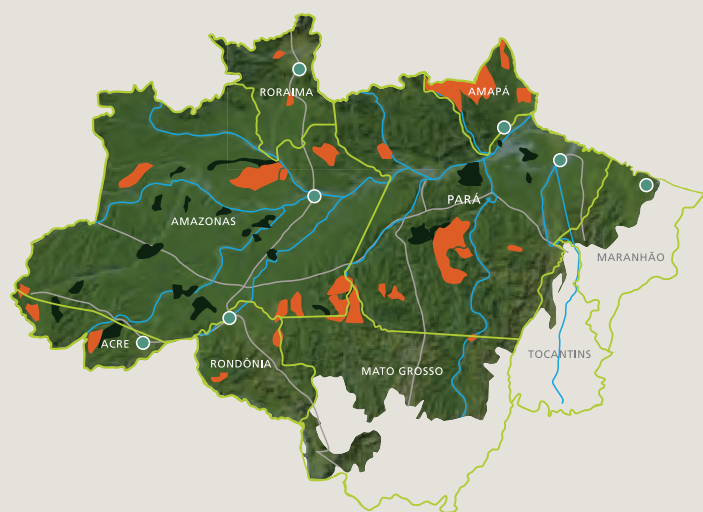 RORAIMA
AMAPÁ
PARÁ
AMAZONAS
MARANHÃO
ACRE
TOCANTINS
RONDÔNIA
MATO GROSSO